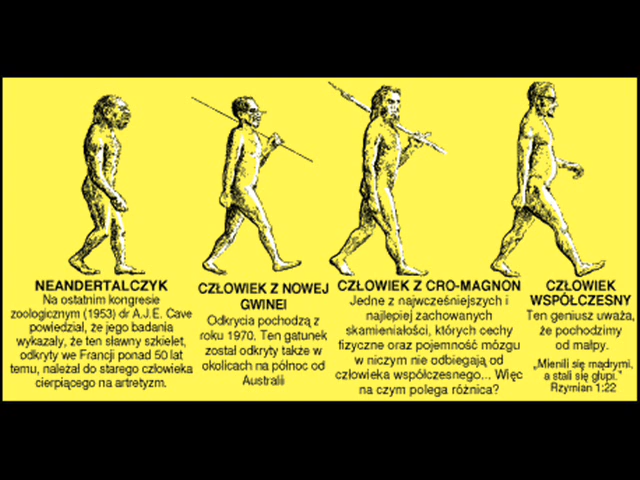 NEANDERTALCZYK
Na ostatnim kongresie
zoologicznym (1953) dr A.J.E. Cave
powiedział, że jego badania
wykazały, że ten sławny szkielet,
odkryty we Francji ponad 50 lat
temu, należał do starego człowieka
cierpiącego na artretyzm.
CZŁOWIEK Z NOWEJ
GWINEI
Odkrycia pochodzą z
roku 1970. Ten gatunek
został odkryty także w
okolicach na północ od
Australii
CZŁOWIEK Z CRO-MAGNON
Jedne z najwcześniejszych i
najlepiej zachowanych
skamieniałości, których cechy
fizyczne oraz pojemność mózgu
w niczym nie odbiegają od
człowieka współczesnego... Więc
na czym polega różnica?
CZŁOWIEK
WSPÓŁCZESNY
Ten geniusz uważa,
że pochodzimy
od małpy.
„Mienili się mądrymi,
a stali się głupi.”
Rzymian 1:22